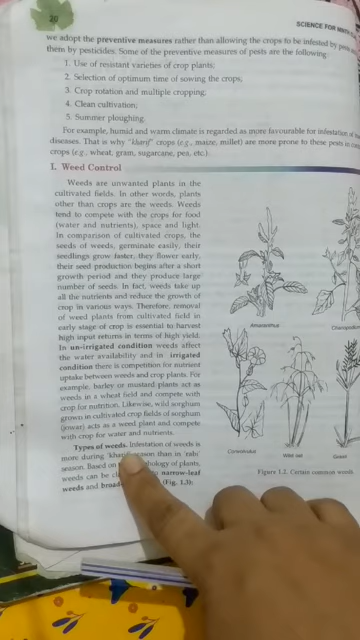 20
SCIENCE FOR NINTH
we adopt the preventive measures rather than allowing the crops to be infested by pests
them by pesticides. Some of the preventive measures of pests are the following:
1. Use of resistant varieties of crop plants;
2. Selection of optimum time of sowing the crops;
3. Crop rotation and multiple cropping;
4. Clean cultivation;
5. Summer ploughing.
For example, humid and warm climate is regarded as more favourable for infestation of
diseases. That is why "kharif" crops (e.g., maize, millet) are more prone to these pests in
crops (e.g., wheat, gram, sugarcane, pea, etc.).
I. Weed Control
Weeds are unwanted plants in the
cultivated fields. In other words, plants
other than crops are the weeds. Weeds
tend to compete with the crops for food
(water and nutrients), space and light.
In comparison of cultivated crops, the
seeds of weeds, germinate easily, their
seedlings grow faster, they flower early,
their seed production begins after a short
growth period and they produce large
number of seeds. In fact, weeds take up
all the nutrients and reduce the growth of
crop in various ways. Therefore, removal
of weed plants from cultivated field in
early stage of crop is essential to harvest
high input returns in terms of high yield.
In un-irrigated condition weeds affect
the water availability and in irrigated
condition there is competition for nutrient
uptake between weeds and crop plants. For
example, barley or mustard plants act as
weeds in a wheat field and compete with
crop for nutrition. Likewise, wild sorghum
grown in cultivated crop fields of sorghum
(jowar) acts as a weed plant and compete
with crop for water and nutrients.
Types of weeds. Infestation of weeds is
more during 'kharif' season than in 'rabi'
season. Based on morphology of plants,
weeds can be narrow-leaf
weeds and (Fig. 1.3):
Amaranthus
Convolvulus
Wild oat
Figure 1.2. Certain common weeds.